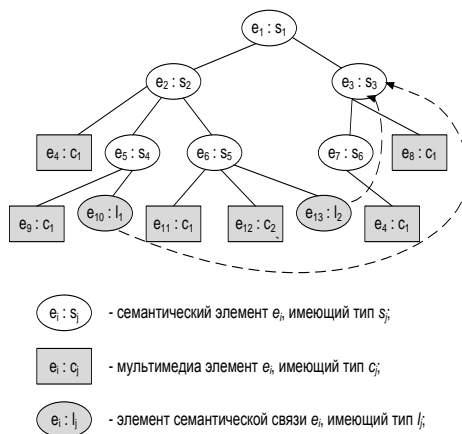 e1 : s1
e2 : s2
e3 : s3
e4 : c1
e5 : s4
e6 : s5
e7 : s6
e8 : c1
e9 : c1
e10 : l1
e11 : c1
e12 : c2
e13 : l2
e4 : c1
ei : sj - семантический элемент ei, имеющий тип sj;
ei : cj - мультимедиа элемент ei, имеющий тип cj;
ei : lj - элемент семантической связи ei, имеющий тип lj;